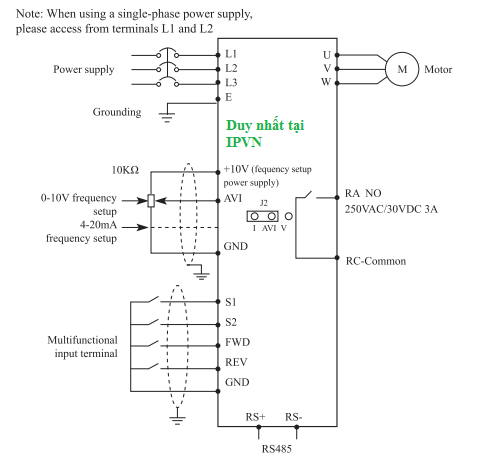 Note: When using a single-phase power supply,
please access from terminals L1 and L2
Power supply
L1
L2
L3
E
Grounding
U
V
W
M
Motor
Duy nhất tại
IPVN
10KΩ
+10V (fequency setup
power supply)
0-10V frequency
setup
AVI
4-20mA
frequency setup
GND
J2
I AVI V
RA NO
250VAC/30VDC 3A
RC-Common
Multifunctional
input terminal
S1
S2
FWD
REV
GND
RS+ RS-
RS485